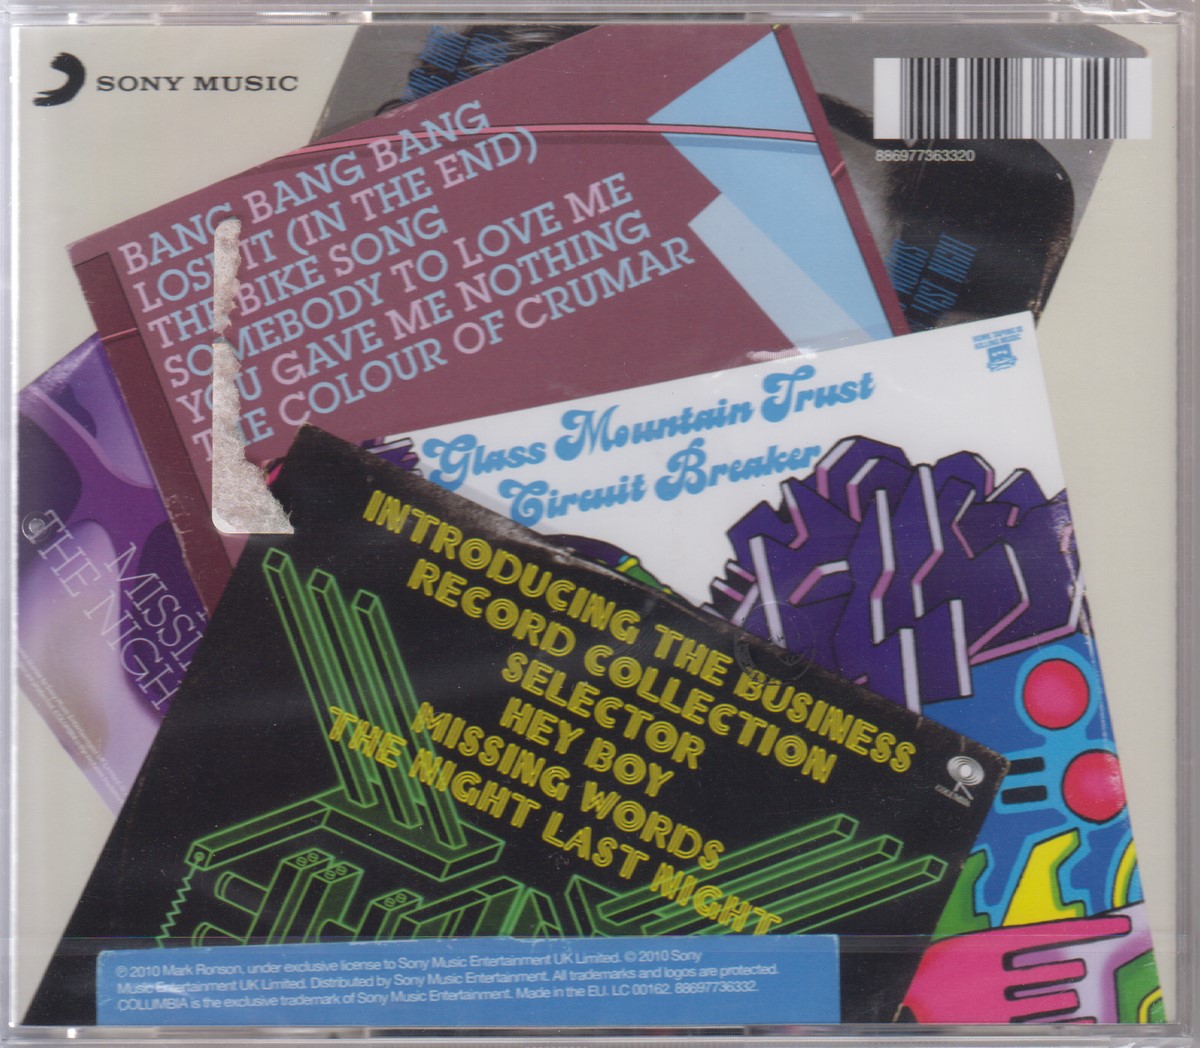 SONY MUSIC
886977363320
BANG BANG BANG
LOSE IT (IN THE END)
THE BIKE SONG
SOMEBODY TO LOVE ME
YOU GAVE ME NOTHING
THE COLOUR OF CRUMAR
Glass Mountain Trust
Circuit Breaker
INTRODUCING THE BUSINESS
RECORD COLLECTION
SELECTOR
HEY BOY
MISSING WORDS
THE NIGHT LAST NIGHT
COLUMBIA
MISSI
THE NIGH
℗ 2010 Mark Ronson, under exclusive license to Sony Music Entertainment UK Limited. © 2010 Sony
Music Entertainment UK Limited. Distributed by Sony Music Entertainment. All trademarks and logos are protected.
COLUMBIA is the exclusive trademark of Sony Music Entertainment. Made in the EU. LC 00162. 88697736332.